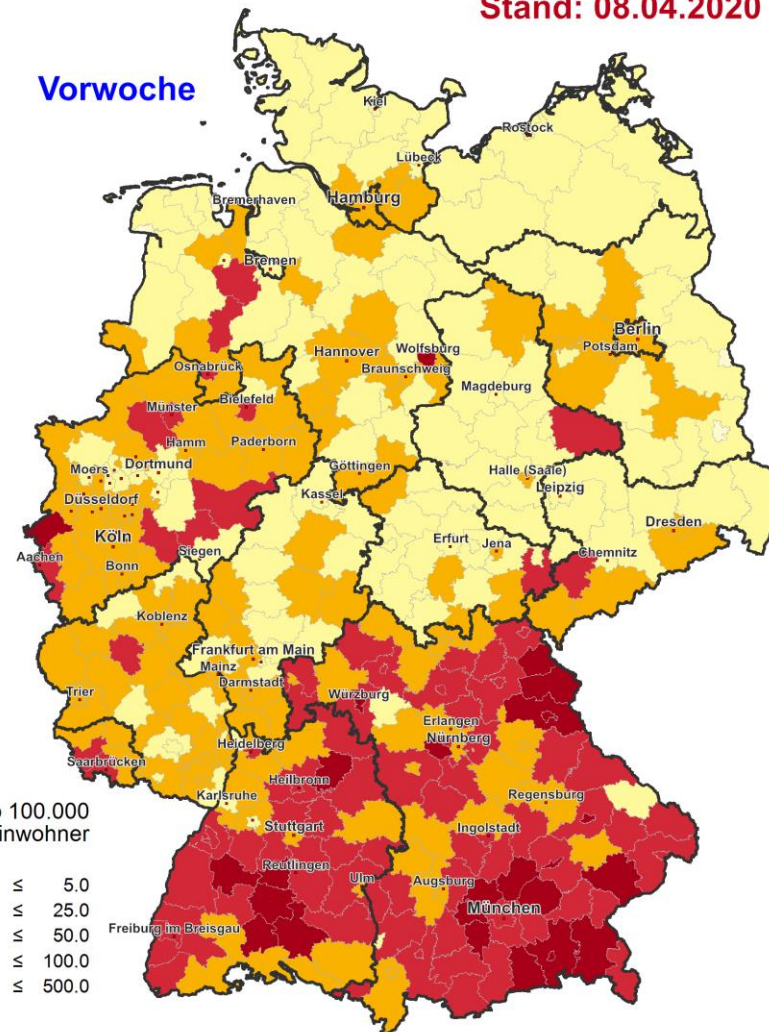 Stand: 08.04.2020
Vorwoche
Kiel
Rostock
Lübeck
Hamburg
Bremerhaven
Bremen
Berlin
Potsdam
Hannover
Wolfsburg
Braunschweig
Osnabrück
Magdeburg
Münster
Bielefeld
Hamm
Paderborn
Moers
Dortmund
Göttingen
Halle (Saale)
Leipzig
Düsseldorf
Kassel
Köln
Erfurt
Jena
Dresden
Aachen
Siegen
Chemnitz
Bonn
Koblenz
Frankfurt am Main
Mainz
Darmstadt
Würzburg
Trier
Erlangen
Nürnberg
Heidelberg
Saarbrücken
Heilbronn
Karlsruhe
Regensburg
100.000
Stuttgart
Ingolstadt
inwohner
Reutlingen
Ulm
Augsburg
München
Freiburg im Breisgau
≤ 5.0
≤ 25.0
≤ 50.0
≤ 100.0
≤ 500.0